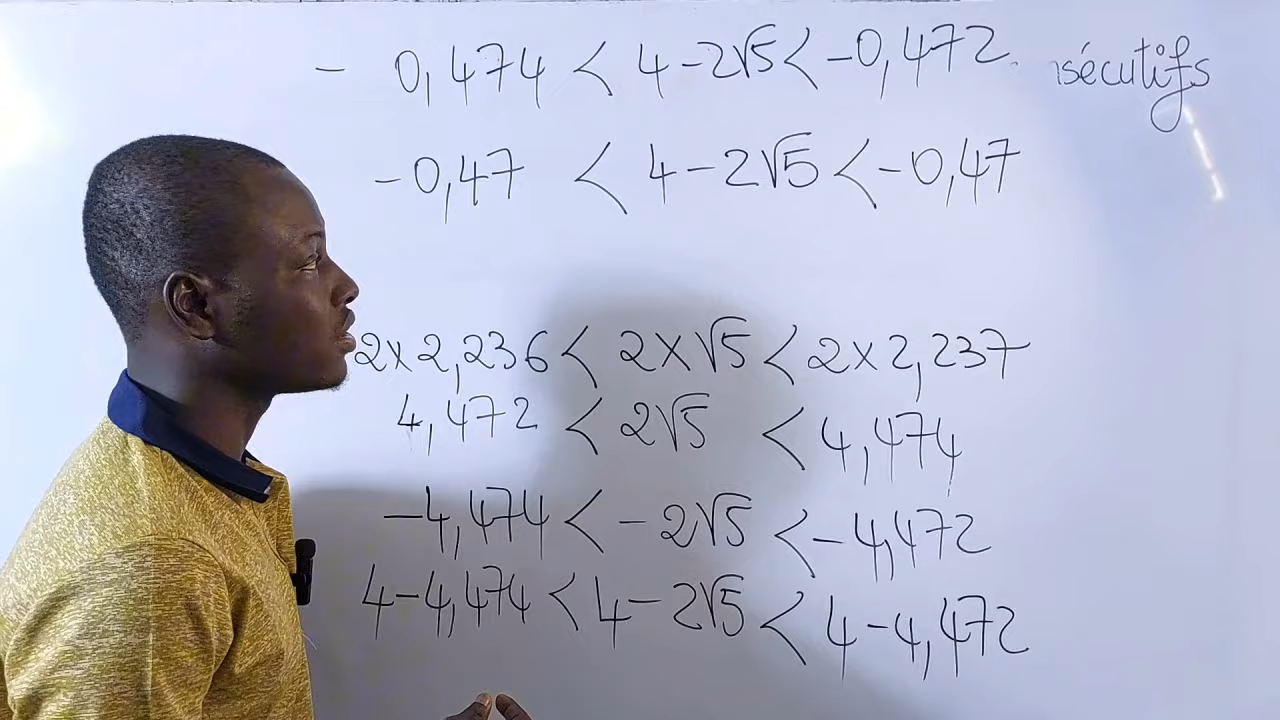 - 0,474 < 4-2√5 < -0,472
sécutifs
-0,47 < 4-2√5 < -0,47
2×2,236 < 2×√5 < 2×2,237
4,472 < 2√5 < 4,474
-4,474 < -2√5 < -4,472
4-4,474 < 4-2√5 < 4-4,472